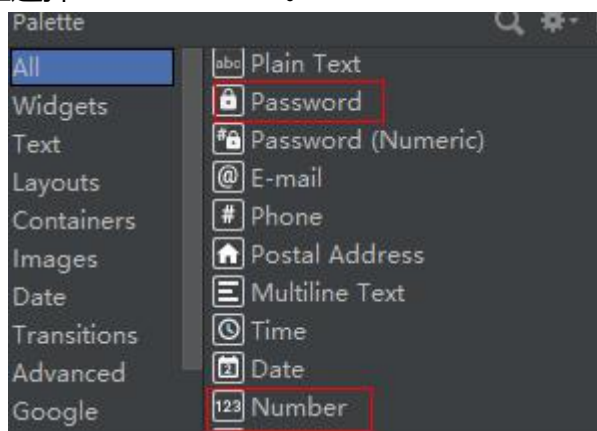 Palette
All
Widgets
Text
Layouts
Containers
Images
Date
Transitions
Advanced
Google
abc Plain Text
Password
Password (Numeric)
@ E-mail
# Phone
Postal Address
Multiline Text
Time
Date
123 Number